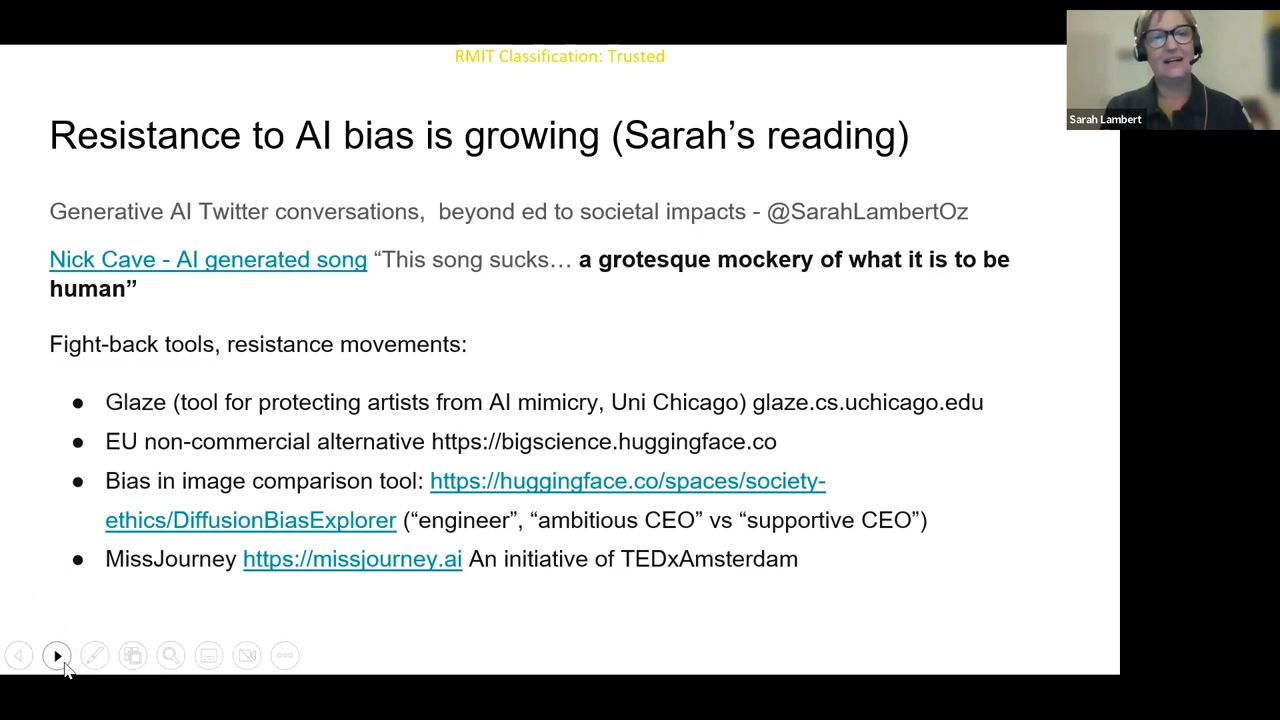 RMIT Classification: Trusted
Sarah Lambert
Resistance to AI bias is growing (Sarah’s reading)
Generative AI Twitter conversations,  beyond ed to societal impacts - @SarahLambertOz
Nick Cave - AI generated song “This song sucks… a grotesque mockery of what it is to be
human”
Fight-back tools, resistance movements:
● Glaze (tool for protecting artists from AI mimicry, Uni Chicago) glaze.cs.uchicago.edu
● EU non-commercial alternative https://bigscience.huggingface.co
● Bias in image comparison tool: https://huggingface.co/spaces/society-
ethics/DiffusionBiasExplorer (“engineer”, “ambitious CEO” vs “supportive CEO”)
● MissJourney https://missjourney.ai An initiative of TEDxAmsterdam